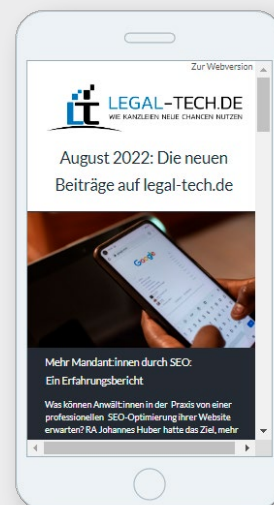 Zur Webversion
LEGAL-TECH.DE
WIE KANZLEIEN NEUE CHANCEN NUTZEN
August 2022: Die neuen
Beiträge auf legal-tech.de
Google
Mehr Mandant:innen durch SEO:
Ein Erfahrungsbericht
Was können Anwält:innen in der Praxis von einer
professionellen SEO-Optimierung ihrer Website
erwarten? RA Johannes Huber hatte das Ziel, mehr